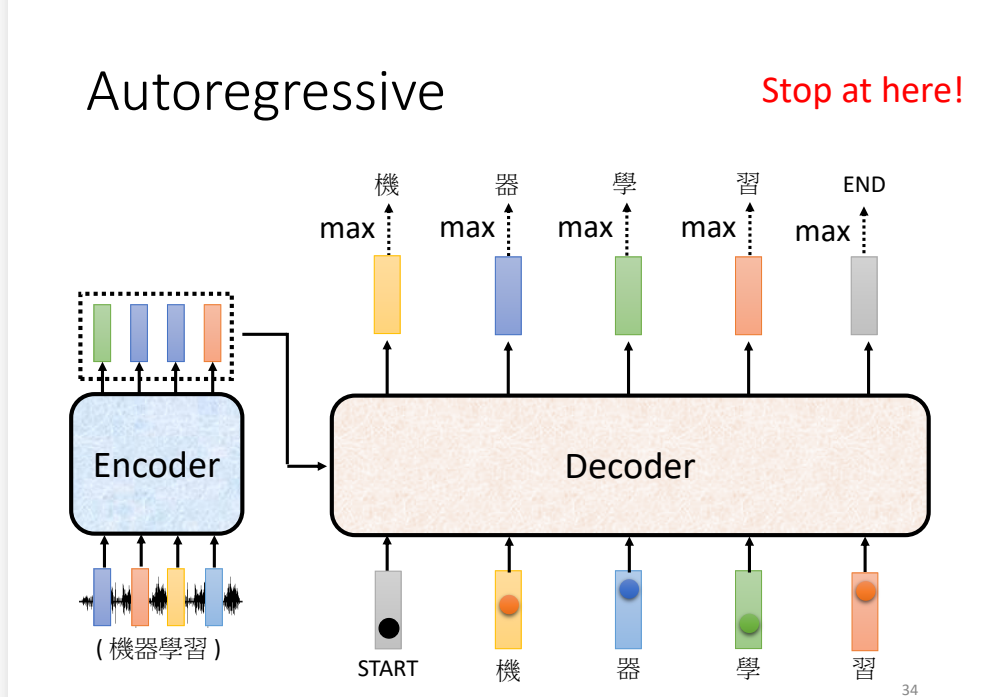 Autoregressive
Stop at here!
機 器 學 習 END
max max max max max
Encoder
Decoder
( 機器學習 )
START 機 器 學 習
34